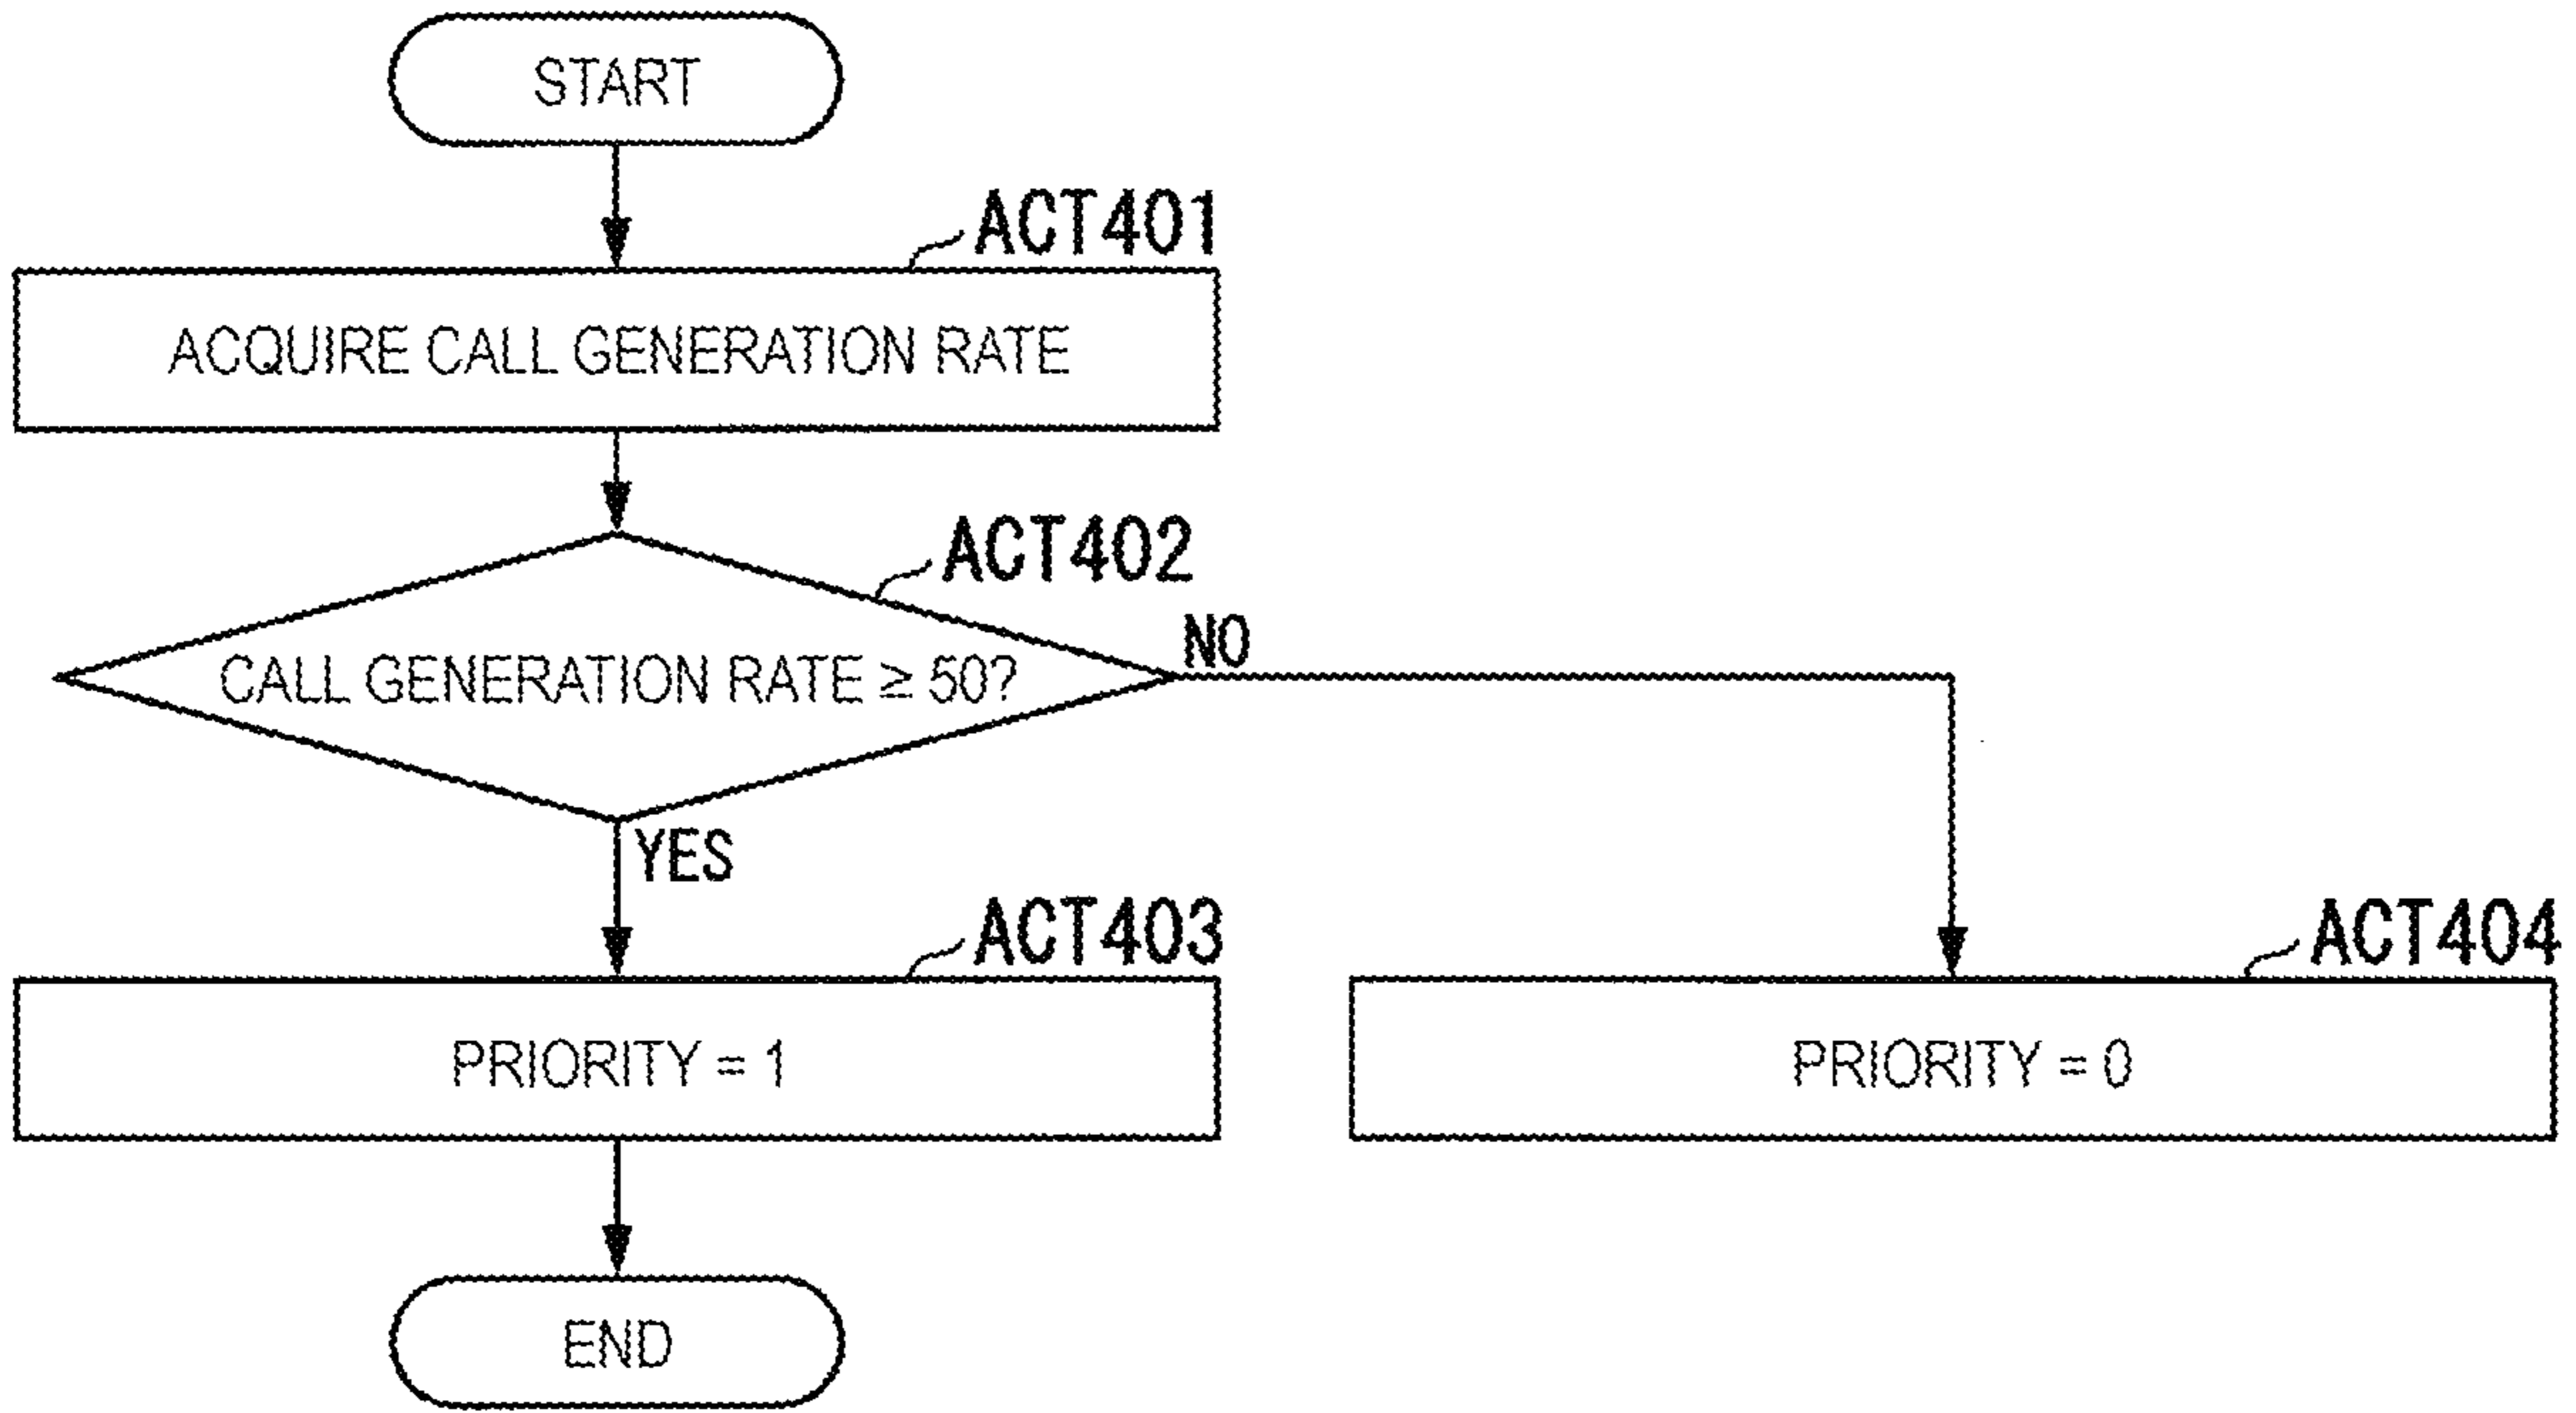 START
ACT401
ACQUIRE CALL GENERATION RATE
ACT402
CALL GENERATION RATE ≥ 50?
NO
YES
ACT403
ACT404
PRIORITY = 1
PRIORITY = 0
END